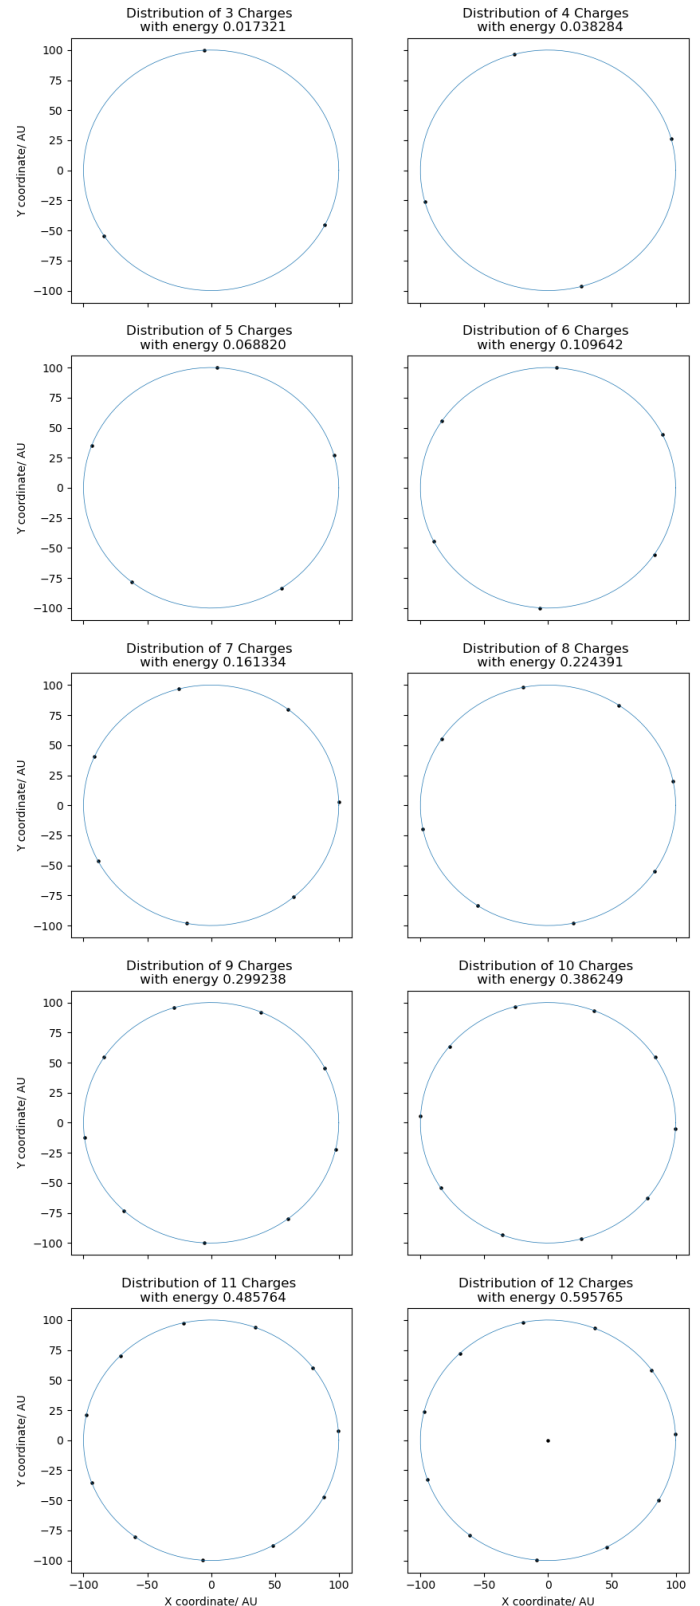 Distribution of 3 Charges
with energy 0.017321
Distribution of 4 Charges
with energy 0.038284
100
75
50
25
0
−25
−50
−75
−100
Y coordinate/ AU
Distribution of 5 Charges
with energy 0.068820
Distribution of 6 Charges
with energy 0.109642
100
75
50
25
0
−25
−50
−75
−100
Y coordinate/ AU
Distribution of 7 Charges
with energy 0.161334
Distribution of 8 Charges
with energy 0.224391
100
75
50
25
0
−25
−50
−75
−100
Y coordinate/ AU
Distribution of 9 Charges
with energy 0.299238
Distribution of 10 Charges
with energy 0.386249
100
75
50
25
0
−25
−50
−75
−100
Y coordinate/ AU
Distribution of 11 Charges
with energy 0.485764
Distribution of 12 Charges
with energy 0.595765
100
75
50
25
0
−25
−50
−75
−100
Y coordinate/ AU
−100 −50 0 50 100
X coordinate/ AU
−100 −50 0 50 100
X coordinate/ AU